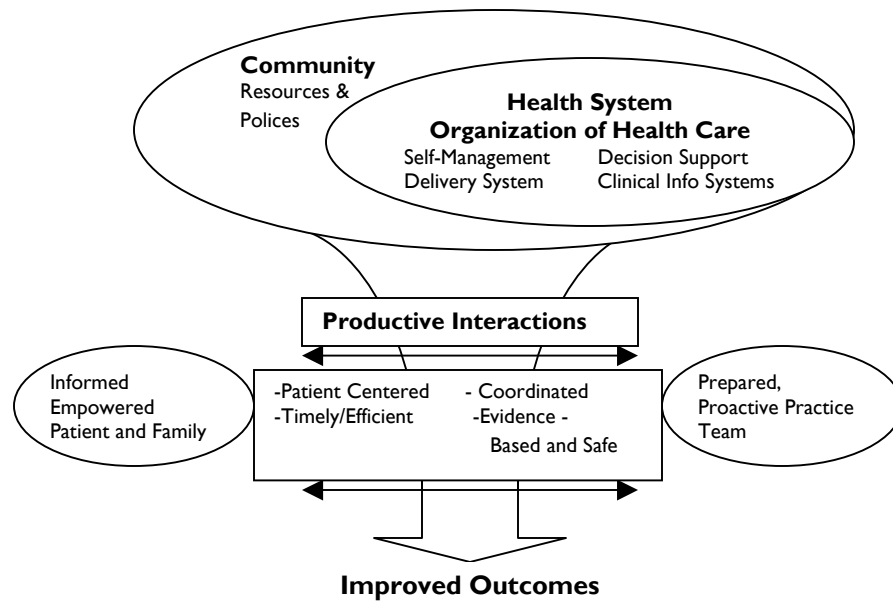 Community
Resources &
Polices
Health System
Organization of Health Care
Self-Management Decision Support
Delivery System Clinical Info Systems
Productive Interactions
Informed
Empowered
Patient and Family
-Patient Centered - Coordinated
-Timely/Efficient -Evidence -
Based and Safe
Prepared,
Proactive Practice
Team
Improved Outcomes